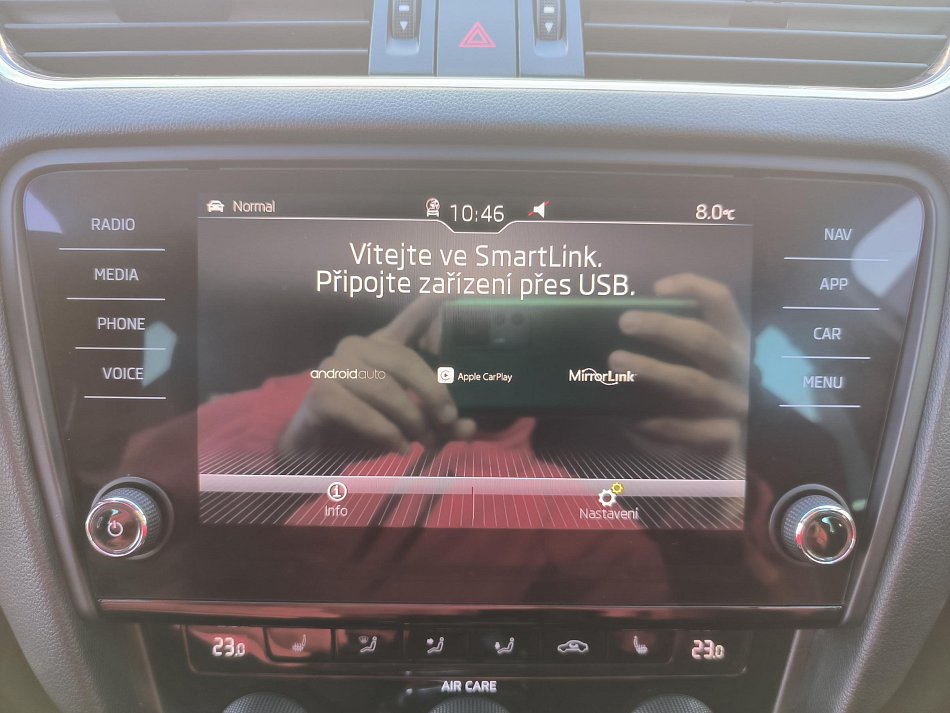 Normal
10:46
8.0°C
RADIO
MEDIA
PHONE
VOICE
Vítejte ve SmartLink.
Připojte zařízení přes USB.
androidauto
Apple CarPlay
MirrorLink
Info
Nastavení
NAV
APP
CAR
MENU
23.0
23.0
AIR CARE